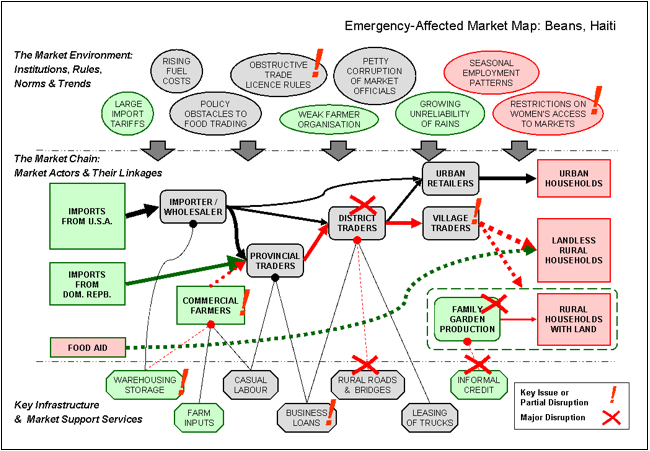 Emergency-Affected Market Map: Beans, Haiti
The Market Environment:
Institutions, Rules,
Norms & Trends
RISING
FUEL
COSTS
OBSTRUCTIVE
TRADE
LICENCE RULES
!
PETTY
CORRUPTION
OF MARKET
OFFICIALS
SEASONAL
EMPLOYMENT
PATTERNS
LARGE
IMPORT
TARIFFS
POLICY
OBSTACLES TO
FOOD TRADING
WEAK FARMER
ORGANISATION
GROWING
UNRELIABILITY
OF RAINS
RESTRICTIONS ON
WOMEN'S ACCESS
TO MARKETS
!
The Market Chain:
Market Actors & Their Linkages
URBAN
RETAILERS
URBAN
HOUSEHOLDS
IMPORTS
FROM U.S.A.
IMPORTER /
WHOLESALER
DISTRICT
TRADERS
VILLAGE
TRADERS
!
LANDLESS
RURAL
HOUSEHOLDS
PROVINCIAL
TRADERS
IMPORTS
FROM
DOM. REPB.
COMMERCIAL
FARMERS
!
FAMILY
GARDEN
PRODUCTION
RURAL
HOUSEHOLDS
WITH LAND
FOOD AID
WAREHOUSING
STORAGE
!
CASUAL
LABOUR
RURAL ROADS
& BRIDGES
INFORMAL
CREDIT
Key Infrastructure
& Market Support Services
FARM
INPUTS
BUSINESS
LOANS
!
LEASING
OF TRUCKS
Key Issue or
Partial Disruption
!
Major Disruption